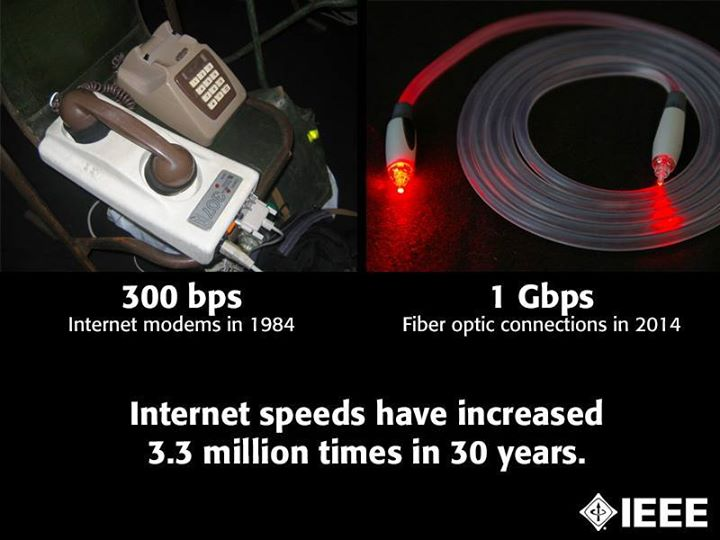 300 bps
Internet modems in 1984
1 Gbps
Fiber optic connections in 2014
Internet speeds have increased
3.3 million times in 30 years.
IEEE